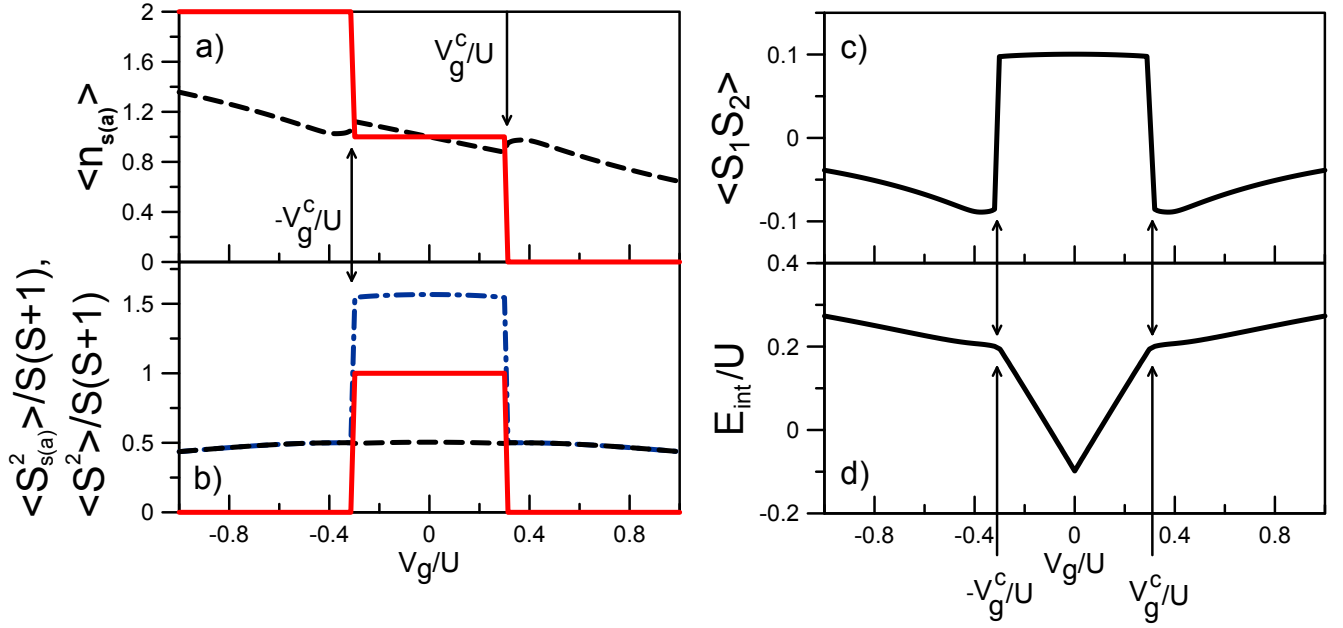 a)
<n_s(a)>
2
1.6
1.2
0.8
0.4
0
V_g^c/U
-V_g^c/U
b)
<S²_s(a)>/S(S+1),
<S²>/S(S+1)
1.5
1
0.5
0
-0.8
-0.4
0
0.4
0.8
V_g/U
c)
<S₁S₂>
0.1
0
-0.1
d)
E_int/U
0.4
0.2
0
-0.2
-0.8
-0.4
0
0.4
0.8
V_g/U
-V_g^c/U
V_g^c/U